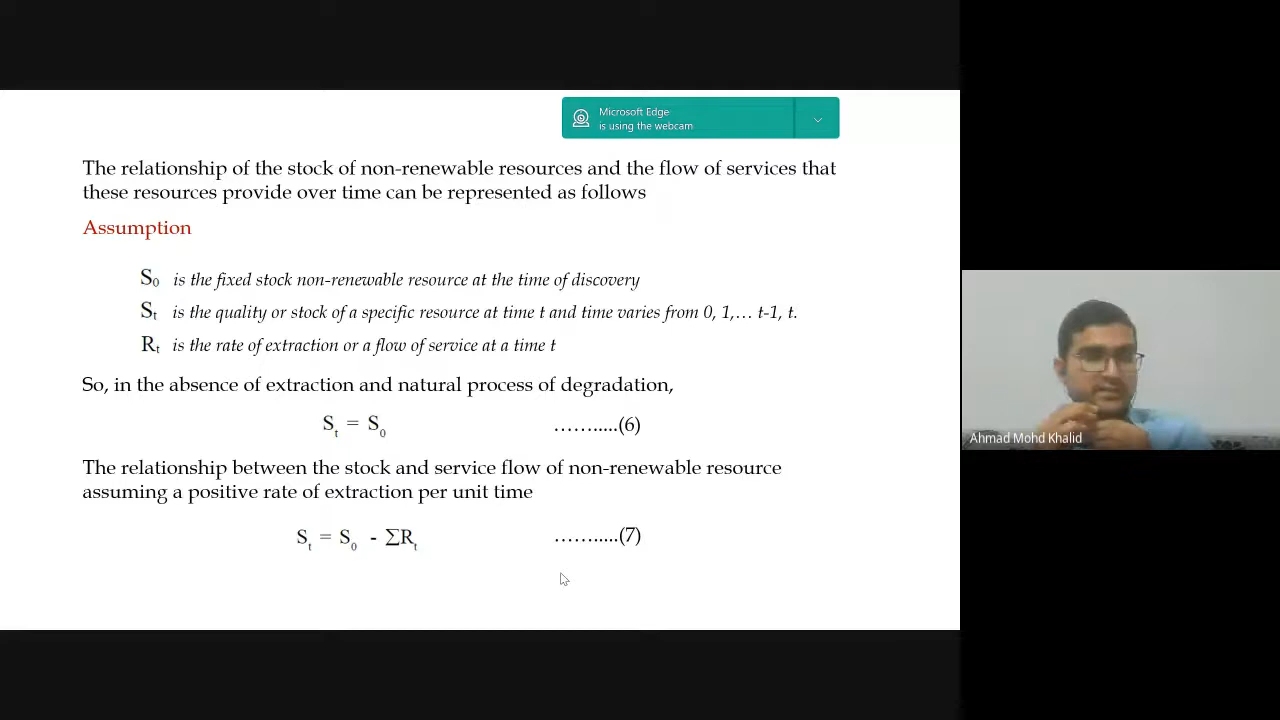 Microsoft Edge
is using the webcam
The relationship of the stock of non-renewable resources and the flow of services that
these resources provide over time can be represented as follows
Assumption
S₀ is the fixed stock non-renewable resource at the time of discovery
Sₜ is the quality or stock of a specific resource at time t and time varies from 0, 1,… t-1, t.
Rₜ is the rate of extraction or a flow of service at a time t
So, in the absence of extraction and natural process of degradation,
Sₜ = S₀ …….....(6)
The relationship between the stock and service flow of non-renewable resource
assuming a positive rate of extraction per unit time
Sₜ = S₀ - ΣRₜ …….....(7)
Ahmad Mohd Khalid